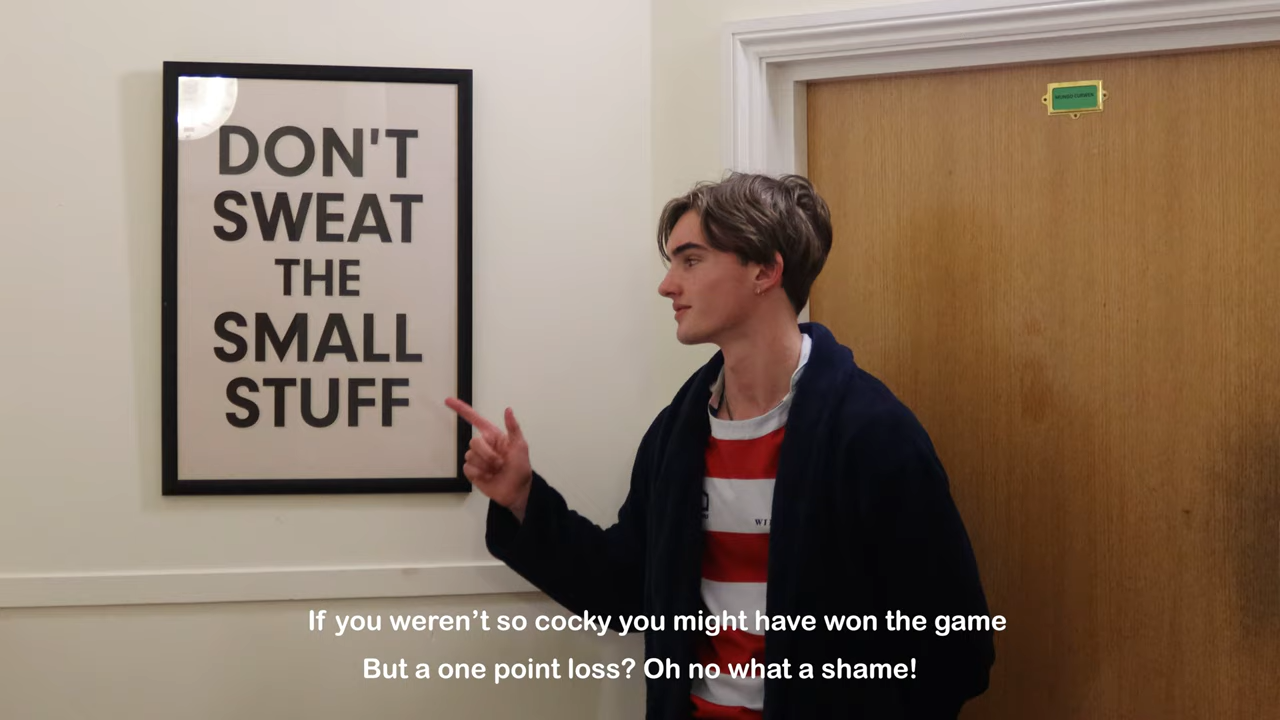 DON'T
SWEAT
THE
SMALL
STUFF
If you weren't so cocky you might have won the game
But a one point loss? Oh no what a shame!